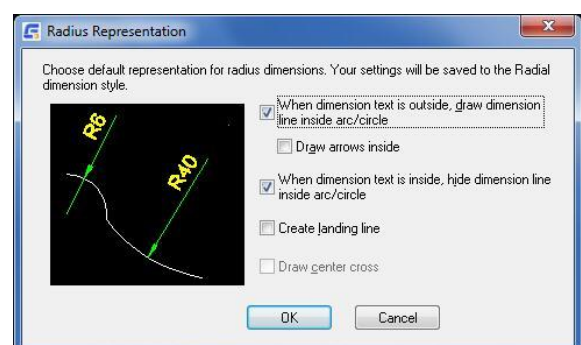 Radius Representation
Choose default representation for radius dimensions. Your settings will be saved to the Radial
dimension style.
When dimension text is outside, draw dimension
line inside arc/circle
Draw arrows inside
When dimension text is inside, hide dimension line
inside arc/circle
Create landing line
Draw center cross
R6
R40
OK
Cancel